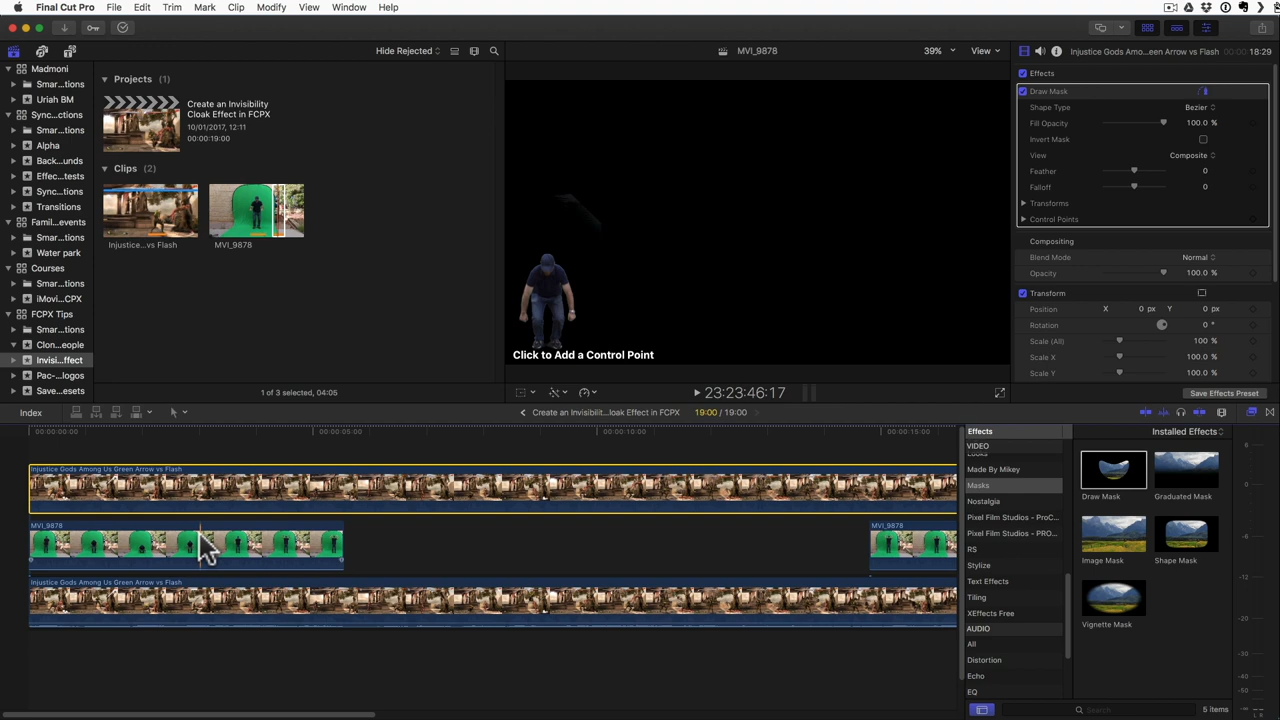 Final Cut Pro File Edit Trim Mark Clip Modify View Window Help
Hide Rejected
MVI_9878
39% View
Injustice Gods Amo...een Arrow vs Flash 00:00 18:29
Madmoni
Smar...tions
Uriah BM
Sync...ctions
Smar...tions
Alpha
Back...unds
Effec...tests
Sync...tions
Transitions
Famil...events
Smar...tions
Water park
Courses
Smar...tions
iMovi...CPX
FCPX Tips
Smar...tions
Clon...eople
Invisi...ffect
Pac-...logos
Save...esets
Projects (1)
Create an Invisibility
Cloak Effect in FCPX
10/01/2017, 12:11
00:00:19:00
Clips (2)
Injustice...vs Flash
MVI_9878
1 of 3 selected, 04:05
Click to Add a Control Point
23:23:46:17
Effects
Draw Mask
Shape Type Bezier
Fill Opacity 100.0 %
Invert Mask
View Composite
Feather 0
Falloff 0
Transforms
Control Points
Compositing
Blend Mode Normal
Opacity 100.0 %
Transform
Position X 0 px Y 0 px
Rotation 0 °
Scale (All) 100 %
Scale X 100.0 %
Scale Y 100.0 %
Save Effects Preset
Index
Create an Invisibilit...loak Effect in FCPX 19:00 / 19:00
00:00:00:00 00:00:05:00 00:00:10:00 00:00:15:00
Injustice Gods Among Us Green Arrow vs Flash
MVI_9878
MVI_9878
Injustice Gods Among Us Green Arrow vs Flash
Effects
Installed Effects
VIDEO
Looks
Made By Mikey
Masks
Nostalgia
Pixel Film Studios - ProC...
Pixel Film Studios - PRO...
RS
Stylize
Text Effects
Tiling
XEffects Free
AUDIO
All
Distortion
Echo
EQ
Draw Mask
Graduated Mask
Image Mask
Shape Mask
Vignette Mask
Search
5 items
6
0
-6
-12
-20
-30
-40
-50